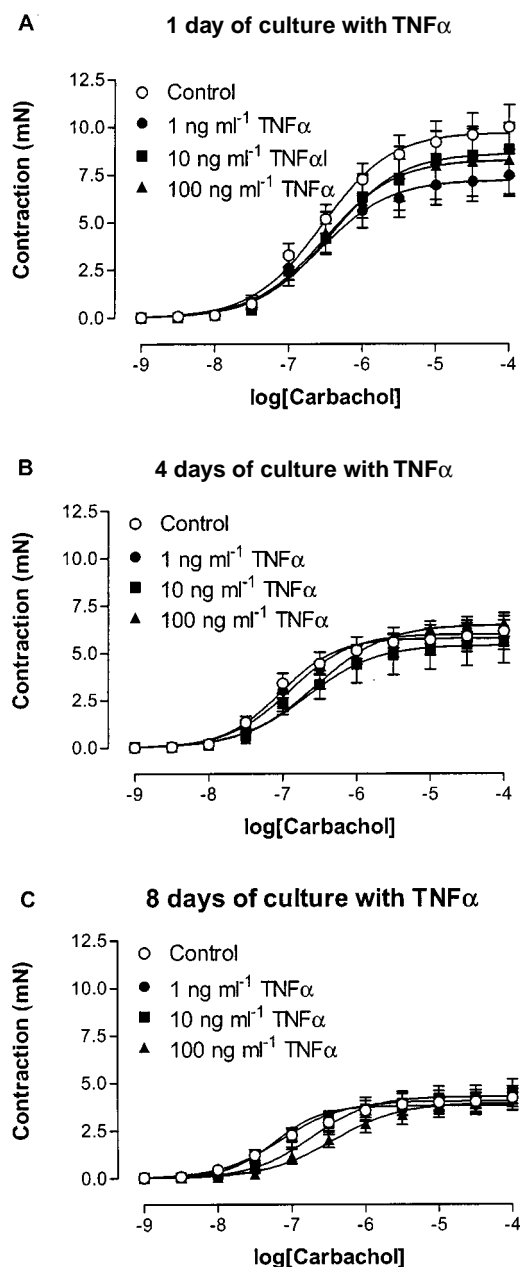 A
1 day of culture with TNFα
12.5
10.0
7.5
5.0
2.5
0.0
Contraction (mN)
Control
1 ng ml-1 TNFα
10 ng ml-1 TNFαl
100 ng ml-1 TNFα
-9 -8 -7 -6 -5 -4
log[Carbachol]
B
4 days of culture with TNFα
12.5
10.0
7.5
5.0
2.5
0.0
Contraction (mN)
Control
1 ng ml-1 TNFα
10 ng ml-1 TNFα
100 ng ml-1 TNFα
-9 -8 -7 -6 -5 -4
log[Carbachol]
C
8 days of culture with TNFα
12.5
10.0
7.5
5.0
2.5
0.0
Contraction (mN)
Control
1 ng ml-1 TNFα
10 ng ml-1 TNFα
100 ng ml-1 TNFα
-9 -8 -7 -6 -5 -4
log[Carbachol]